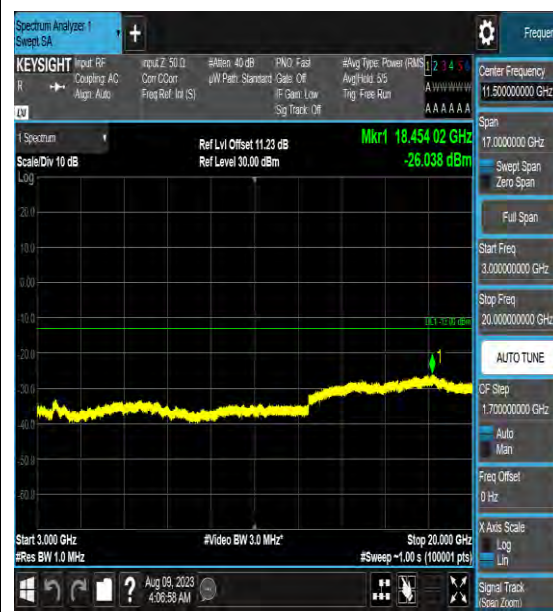 Spectrum Analyzer 1
Swept SA
+
Frequen
KEYSIGHT
Input: RF
Input Z: 50 Ω
#Atten: 40 dB
PNO: Fast
#Avg Type: Power (RMS
1 2 3 4 5 6
R
Coupling: AC
Corr CCorr
µW Path: Standard
Gate: Off
Avg|Hold: 5/5
A W W W W W
Align: Auto
Freq Ref: Int (S)
IF Gain: Low
Trig: Free Run
Sig Track: Off
A A A A A A
LXI
1 Spectrum
Scale/Div 10 dB
Ref Lvl Offset 11.23 dB
Ref Level 30.00 dBm
Mkr1 18.454 02 GHz
-26.038 dBm
Log
20.0
10.0
0.00
-10.0
DL1 -13.00 dBm
-20.0
1
-30.0
-40.0
-50.0
-60.0
Start 3.000 GHz
#Video BW 3.0 MHz*
Stop 20.000 GHz
#Res BW 1.0 MHz
#Sweep ~1.00 s (100001 pts)
?
Aug 09, 2023
4:06:58 AM
Center Frequency
11.500000000 GHz
Span
17.0000000 GHz
Swept Span
Zero Span
Full Span
Start Freq
3.000000000 GHz
Stop Freq
20.000000000 GHz
AUTO TUNE
CF Step
1.700000000 GHz
Auto
Man
Freq Offset
0 Hz
X Axis Scale
Log
Lin
Signal Track
(Span Zoom)